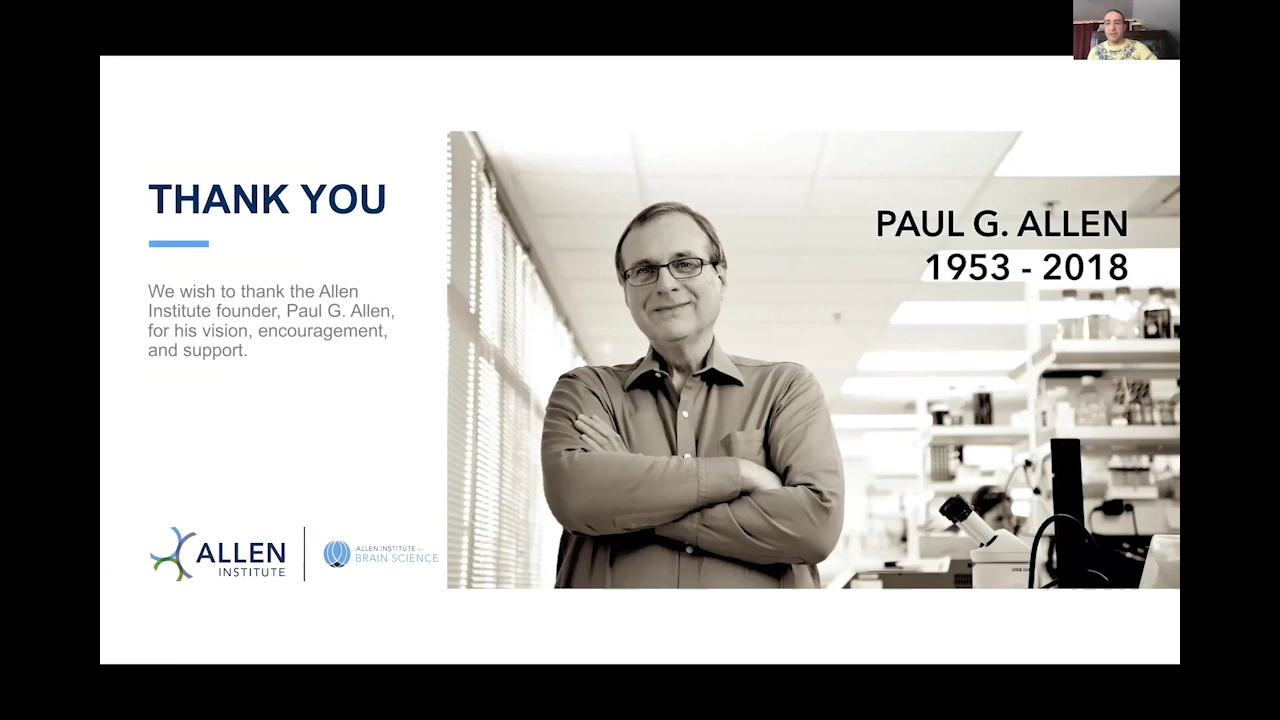 THANK YOU
We wish to thank the Allen
Institute founder, Paul G. Allen,
for his vision, encouragement,
and support.
PAUL G. ALLEN
1953 - 2018
ALLEN
INSTITUTE
ALLEN INSTITUTE for
BRAIN SCIENCE